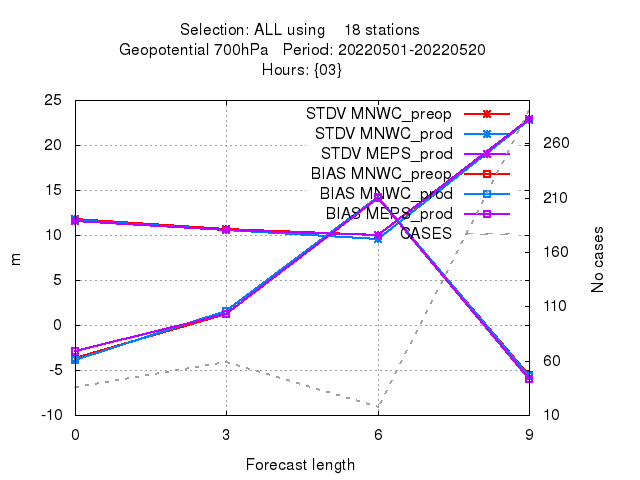 Selection: ALL using    18 stations
Geopotential 700hPa   Period: 20220501-20220520
Hours: {03}
STDV MNWC_preop
STDV MNWC_prod
STDV MEPS_prod
BIAS MNWC_preop
BIAS MNWC_prod
BIAS MEPS_prod
CASES
25
20
15
10
5
0
-5
-10
m
260
210
160
110
60
10
No cases
0 3 6 9
Forecast length